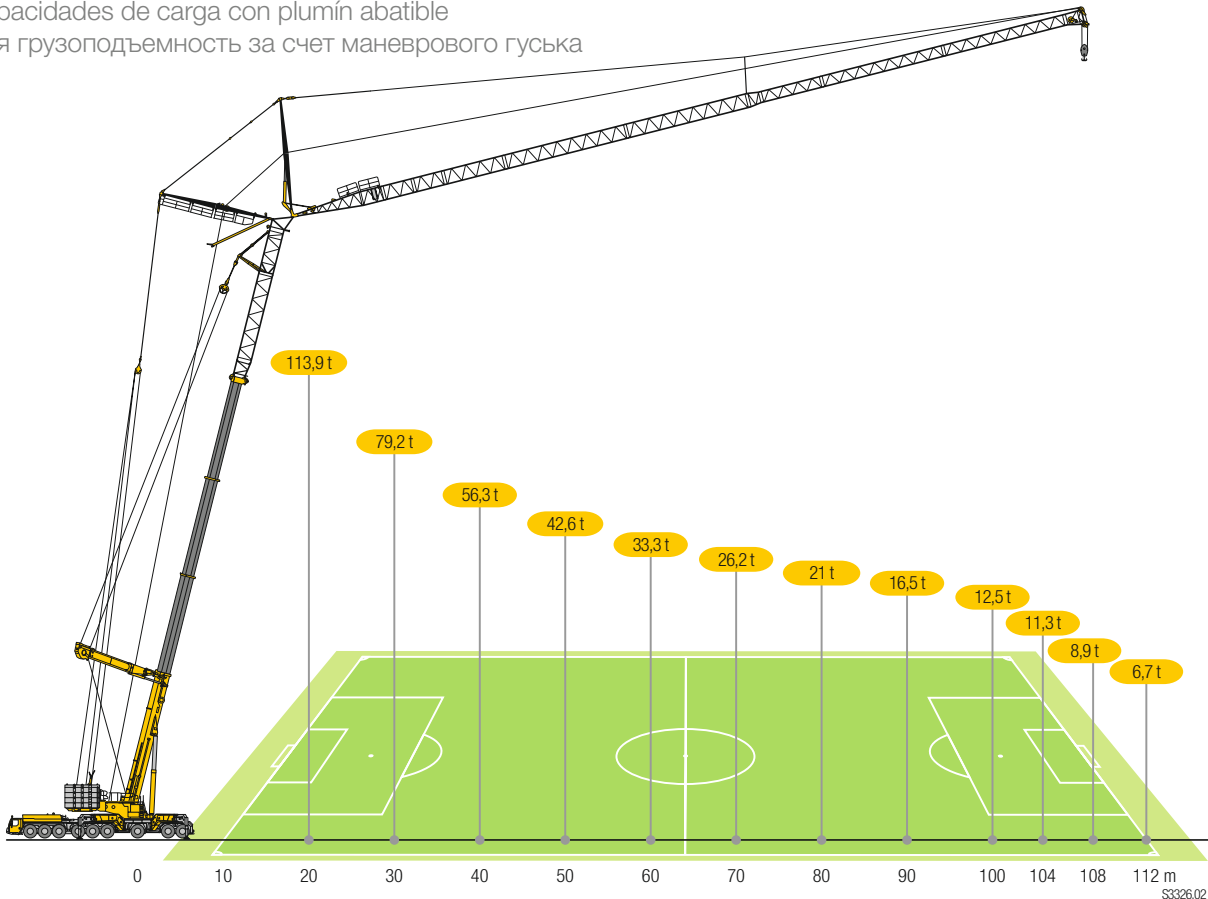 capacidades de carga con plumín abatible
я грузоподъемность за счет маневрового гуська
113,9 t
79,2 t
56,3 t
42,6 t
33,3 t
26,2 t
21 t
16,5 t
12,5 t
11,3 t
8,9 t
6,7 t
0 10 20 30 40 50 60 70 80 90 100 104 108 112 m
S3326.02